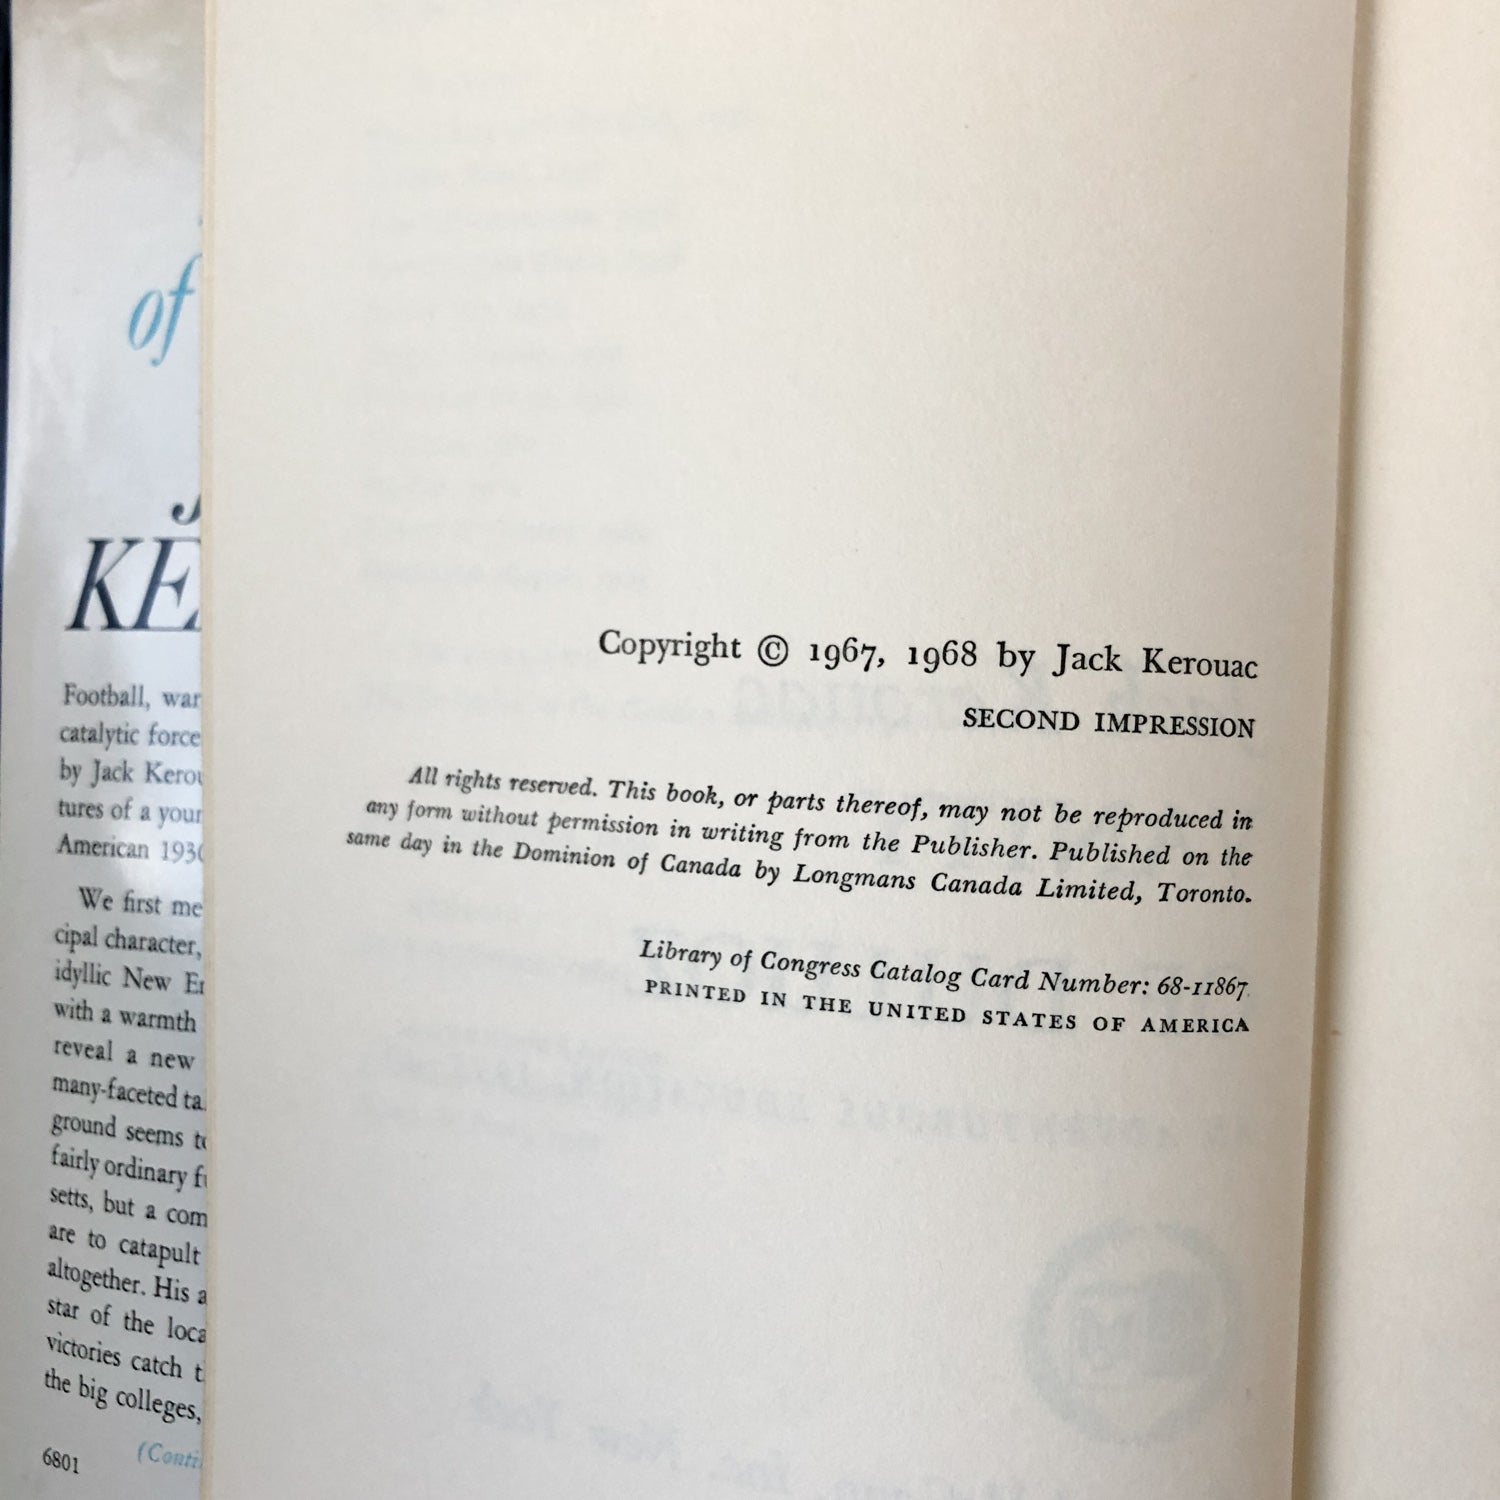 of
KE
Football, war
catalytic force
by Jack Kerou
tures of a your
American 193
We first me
cipal character,
idyllic New En
with a warmth
reveal a new
many-faceted ta
ground seems to
fairly ordinary f
setts, but a com
are to catapult
altogether. His a
star of the loca
victories catch t
the big colleges,
6801
(Conti
Copyright © 1967, 1968 by Jack Kerouac
SECOND IMPRESSION
All rights reserved. This book, or parts thereof, may not be reproduced in
any form without permission in writing from the Publisher. Published on the
same day in the Dominion of Canada by Longmans Canada Limited, Toronto.
Library of Congress Catalog Card Number: 68-11867
PRINTED IN THE UNITED STATES OF AMERICA